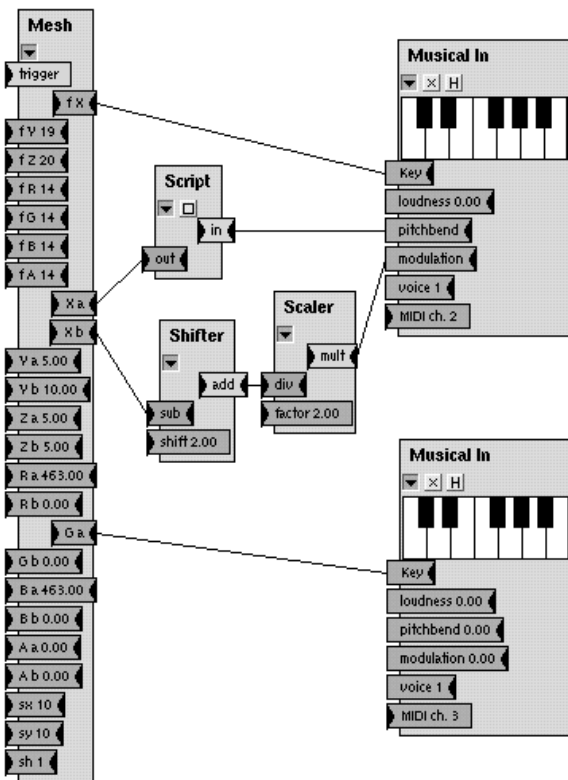 Mesh
trigger
f X
f Y 19
f Z 20
f R 14
f G 14
f B 14
f A 14
X a
X b
Y a 5.00
Y b 10.00
Z a 5.00
Z b 5.00
R a 463.00
R b 0.00
G a
G b 0.00
B a 463.00
B b 0.00
A a 0.00
A b 0.00
sx 10
sy 10
sh 1
Script
in
out
Shifter
add
sub
shift 2.00
Scaler
mult
div
factor 2.00
Musical In
X H
Key
loudness 0.00
pitchbend
modulation
voice 1
MIDI ch. 2
Musical In
X H
Key
loudness 0.00
pitchbend 0.00
modulation 0.00
voice 1
MIDI ch. 3